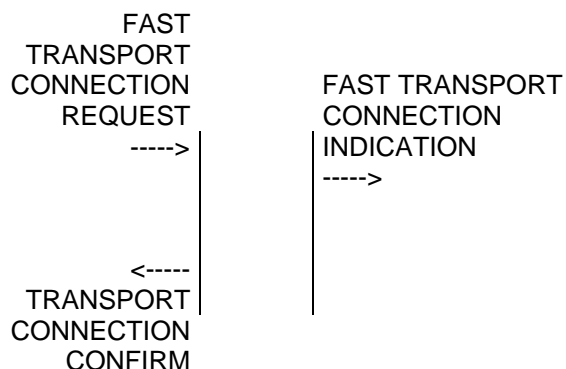 FAST
TRANSPORT
CONNECTION
REQUEST
----->
FAST TRANSPORT
CONNECTION
INDICATION
----->
<-----
TRANSPORT
CONNECTION
CONFIRM